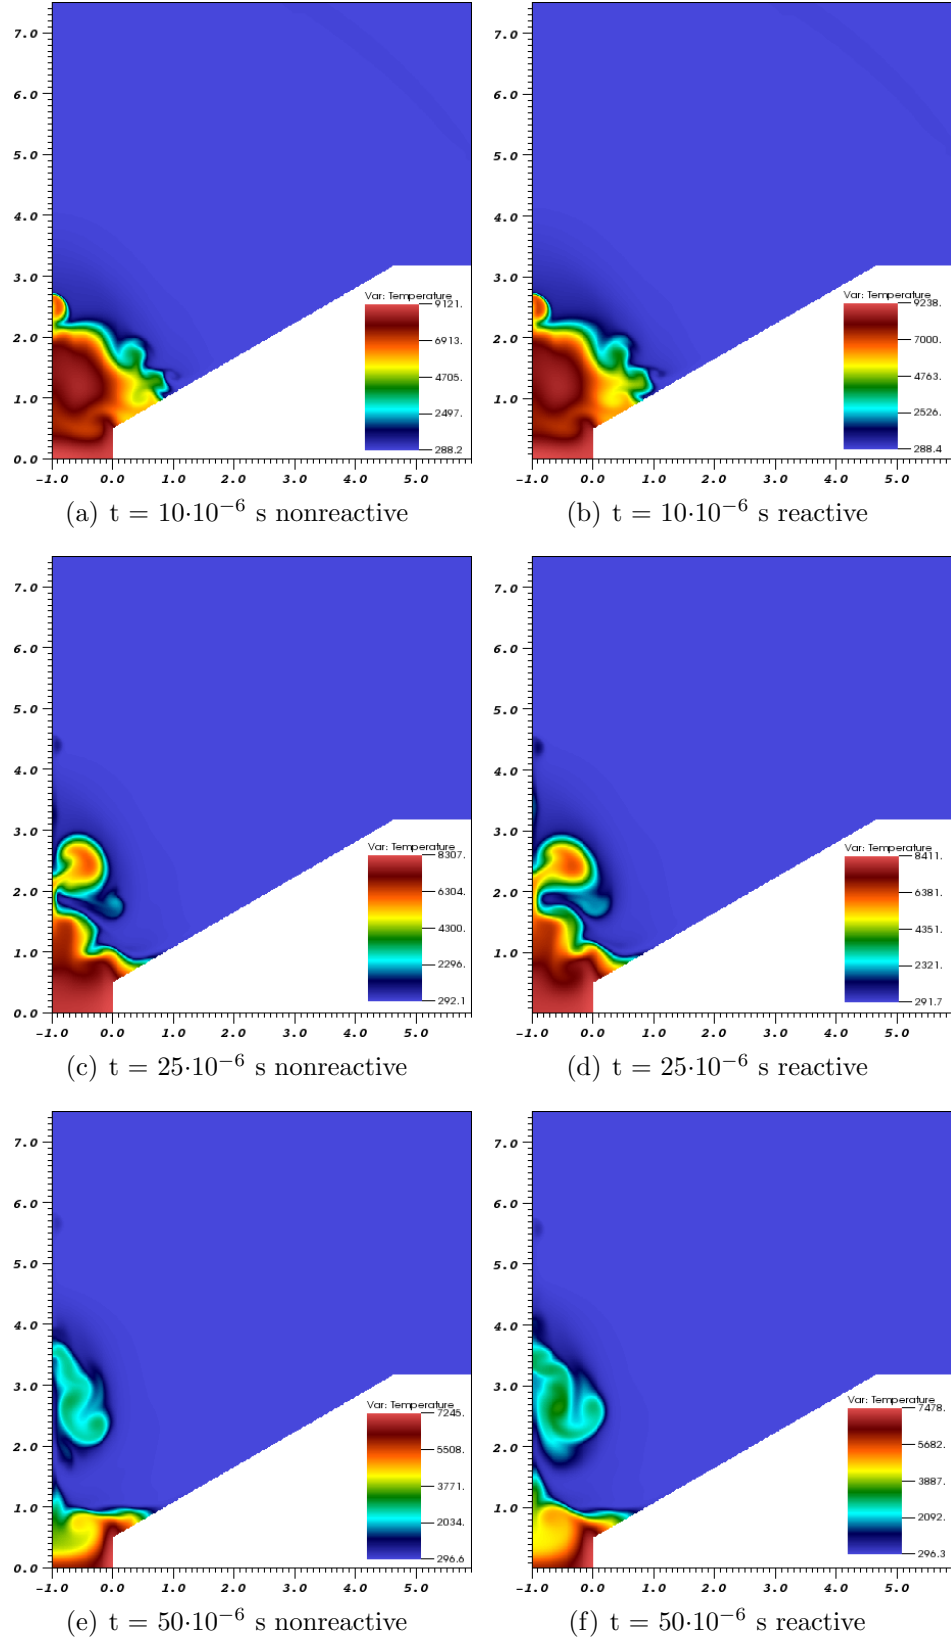 7.0 7.0
6.0 6.0
5.0 5.0
4.0 4.0
3.0 3.0
Var: Temperature Var: Temperature
9121. 9238.
2.0 6913. 2.0 7000.
4705. 4763.
1.0 2497. 1.0 2526.
288.2 288.4
0.0 0.0
-1.0 0.0 1.0 2.0 3.0 4.0 5.0 -1.0 0.0 1.0 2.0 3.0 4.0 5.0
(a) t = 10·10⁻⁶ s nonreactive (b) t = 10·10⁻⁶ s reactive
7.0 7.0
6.0 6.0
5.0 5.0
4.0 4.0
3.0 3.0
Var: Temperature Var: Temperature
8307. 8411.
2.0 6304. 2.0 6381.
4300. 4351.
1.0 2296. 1.0 2321.
292.1 291.7
0.0 0.0
-1.0 0.0 1.0 2.0 3.0 4.0 5.0 -1.0 0.0 1.0 2.0 3.0 4.0 5.0
(c) t = 25·10⁻⁶ s nonreactive (d) t = 25·10⁻⁶ s reactive
7.0 7.0
6.0 6.0
5.0 5.0
4.0 4.0
3.0 3.0
Var: Temperature Var: Temperature
7245. 7478.
2.0 5508. 2.0 5682.
3771. 3887.
1.0 2034. 1.0 2092.
296.6 296.3
0.0 0.0
-1.0 0.0 1.0 2.0 3.0 4.0 5.0 -1.0 0.0 1.0 2.0 3.0 4.0 5.0
(e) t = 50·10⁻⁶ s nonreactive (f) t = 50·10⁻⁶ s reactive